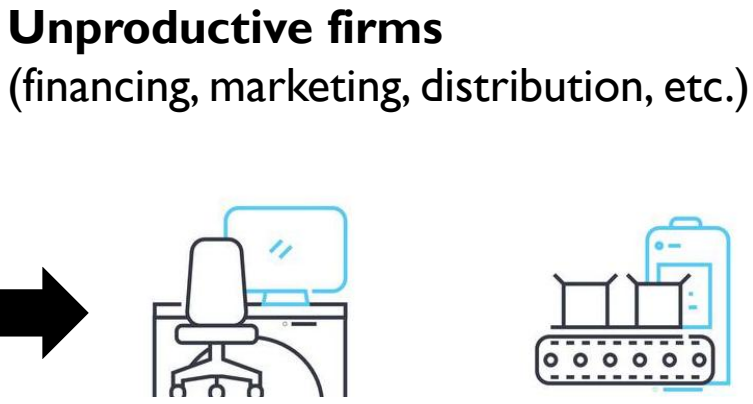 Unproductive firms
(financing, marketing, distribution, etc.)